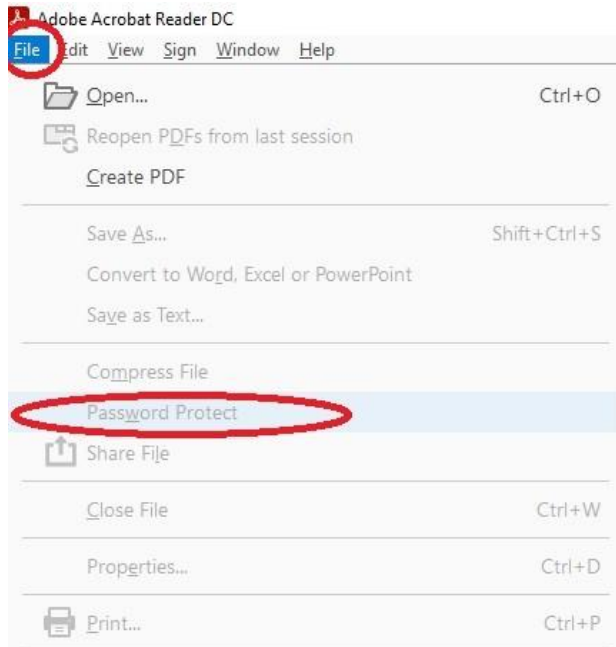 Adobe Acrobat Reader DC
File Edit View Sign Window Help
Open... Ctrl+O
Reopen PDFs from last session
Create PDF
Save As... Shift+Ctrl+S
Convert to Word, Excel or PowerPoint
Save as Text...
Compress File
Password Protect
Share File
Close File Ctrl+W
Properties... Ctrl+D
Print... Ctrl+P